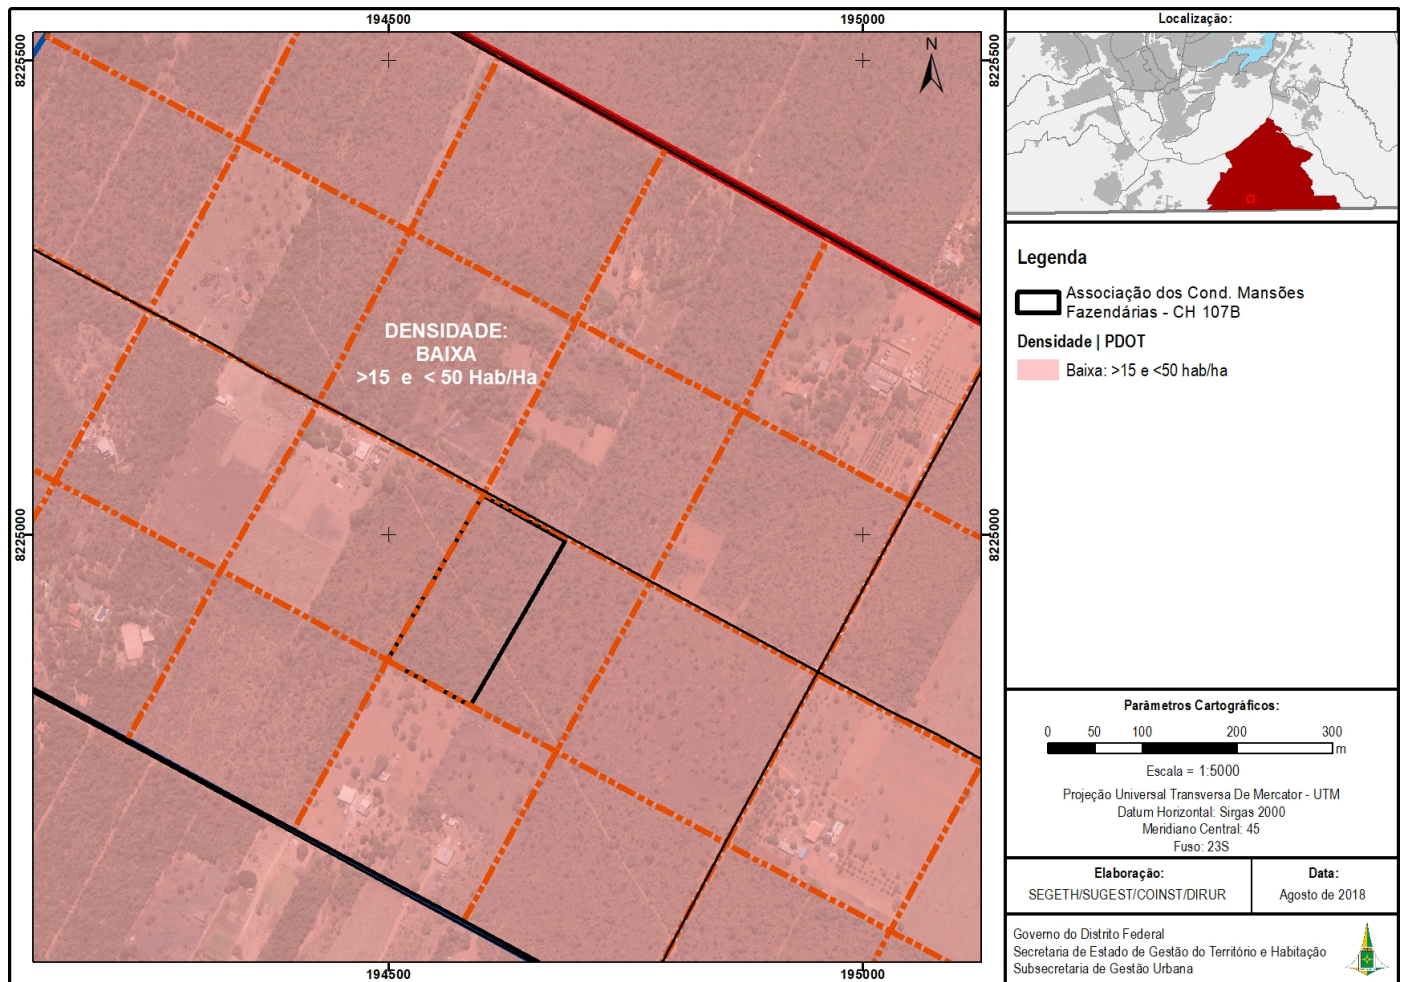 194500
195000
8225500
8225500
N
DENSIDADE:
BAIXA
>15 e < 50 Hab/Ha
8225000
8225000
194500
195000
Localização:
Legenda
Associação dos Cond. Mansões
Fazendárias - CH 107B
Densidade | PDOT
Baixa: >15 e <50 hab/ha
Parâmetros Cartográficos:
0 50 100 200 300
m
Escala = 1:5000
Projeção Universal Transversa De Mercator - UTM
Datum Horizontal: Sirgas 2000
Meridiano Central: 45
Fuso: 23S
Elaboração:
SEGETH/SUGEST/COINST/DIRUR
Data:
Agosto de 2018
Governo do Distrito Federal
Secretaria de Estado de Gestão do Território e Habitação
Subsecretaria de Gestão Urbana